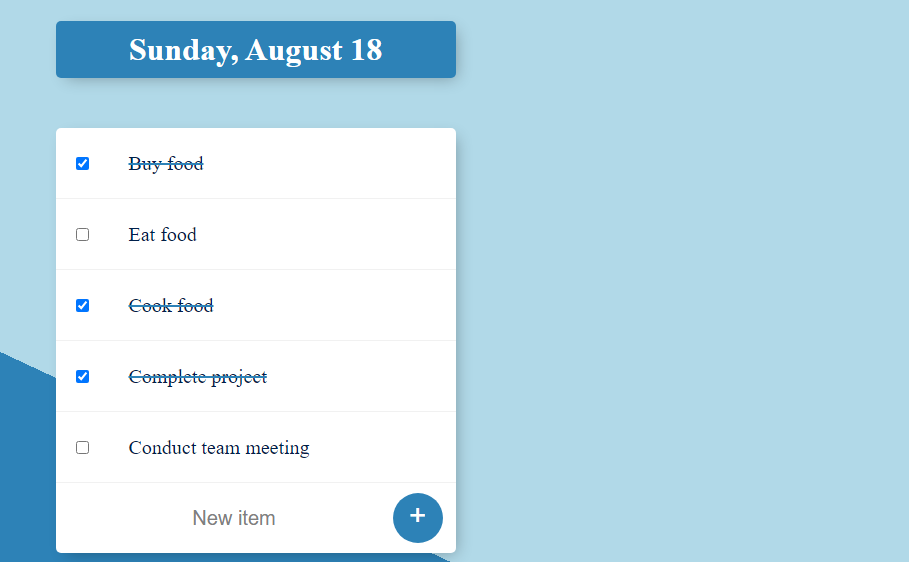 Sunday, August 18
Buy food
Eat food
Cook food
Complete project
Conduct team meeting
New item
+